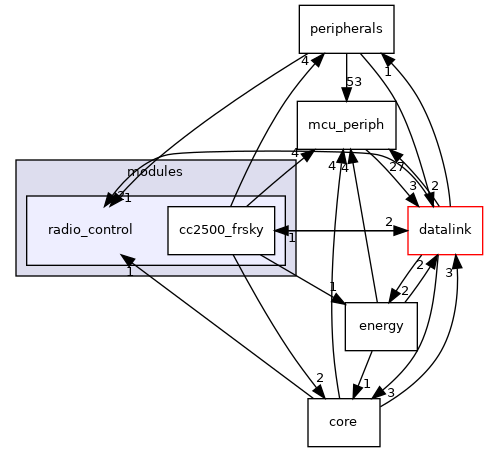 peripherals
4
1
53
mcu_periph
4
4
4
27
modules
2
1
3
2
radio_control
cc2500_frsky
1
2
datalink
1
2
3
1
2
energy
2
1
3
core